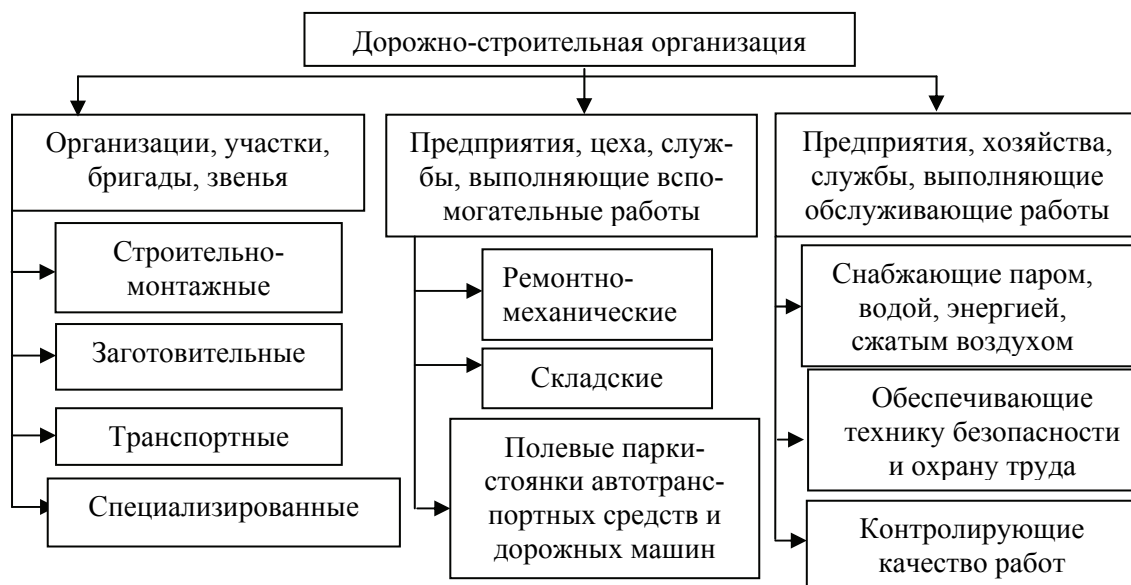 Дорожно-строительная организация
Организации, участки,
бригады, звенья
Строительно-
монтажные
Заготовительные
Транспортные
Специализированные
Предприятия, цеха, служ-
бы, выполняющие вспо-
могательные работы
Ремонтно-
механические
Складские
Полевые парки-
стоянки автотранс-
портных средств и
дорожных машин
Предприятия, хозяйства,
службы, выполняющие
обслуживающие работы
Снабжающие паром,
водой, энергией,
сжатым воздухом
Обеспечивающие
технику безопасности
и охрану труда
Контролирующие
качество работ